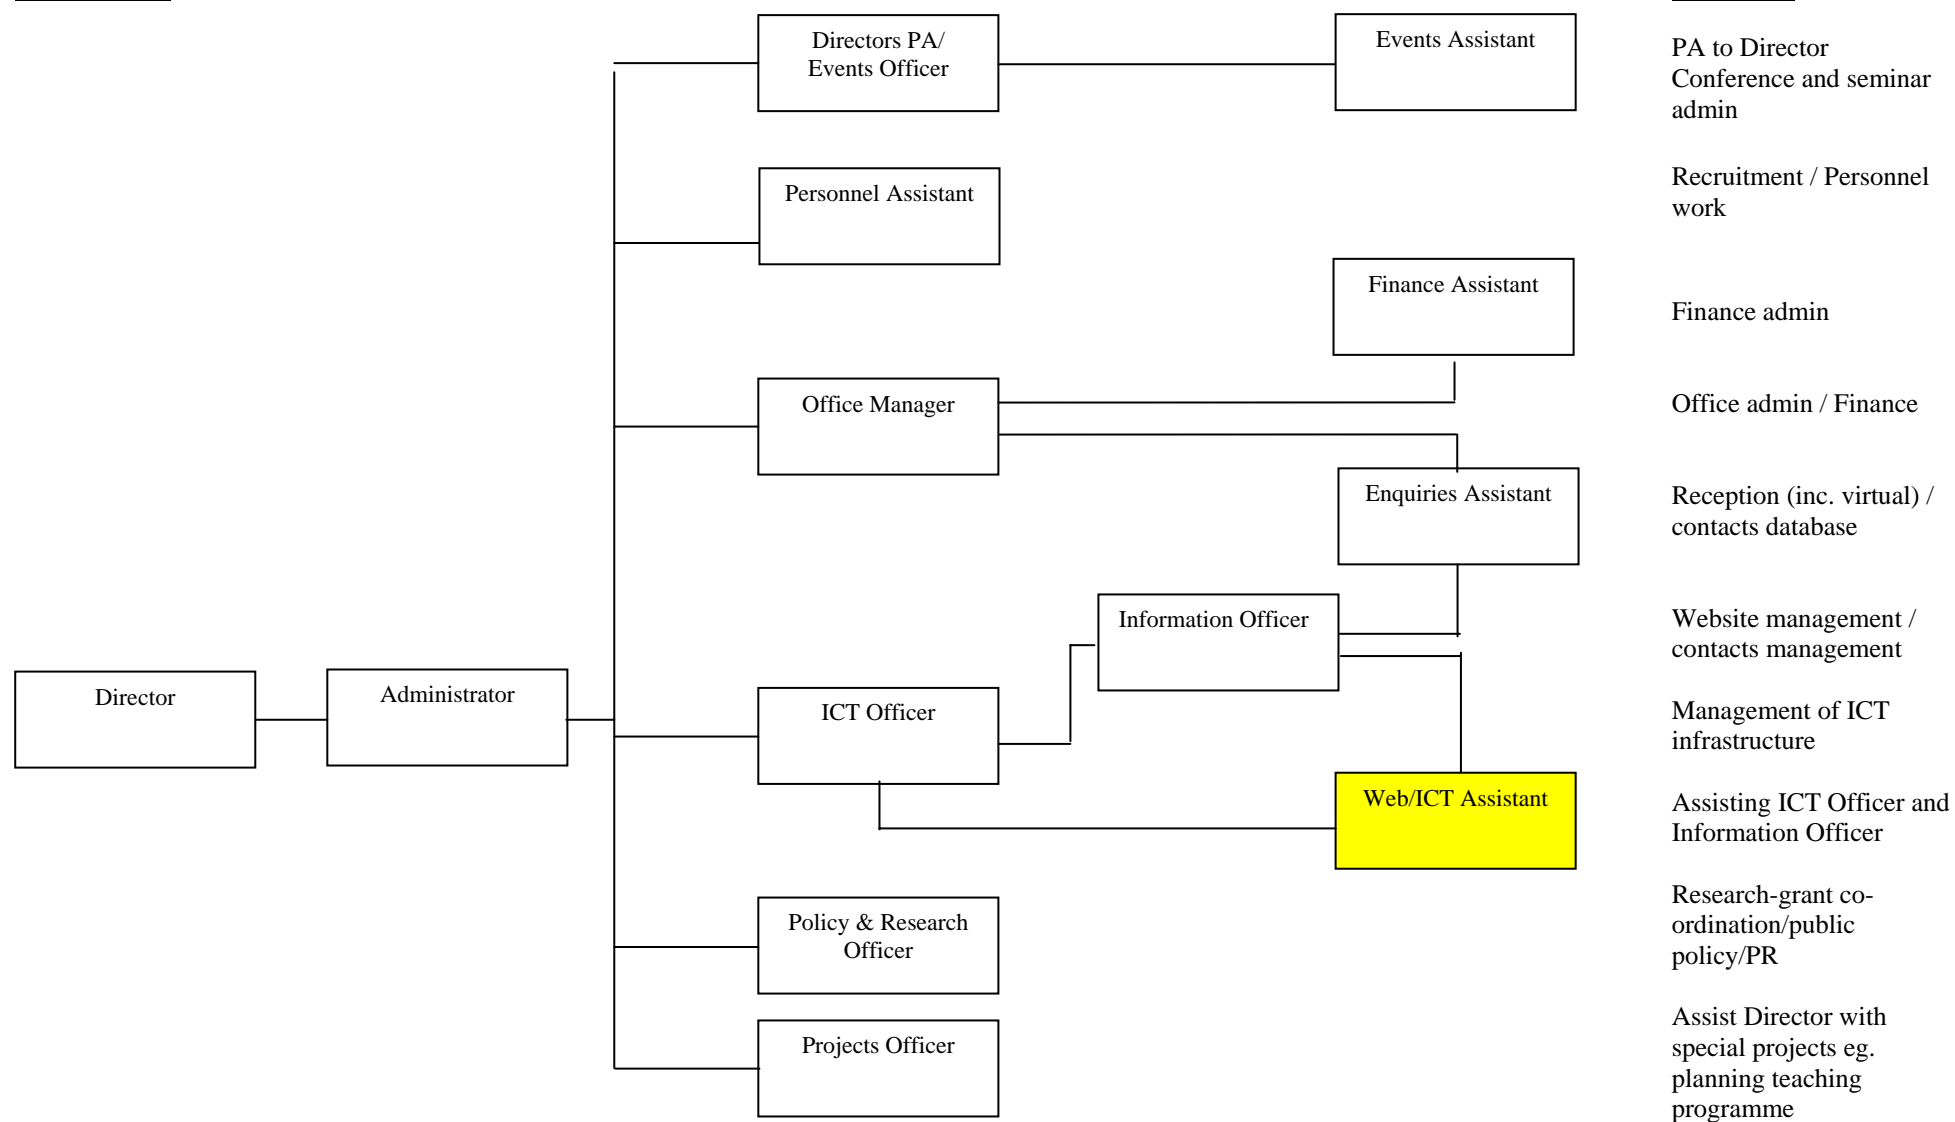 Directors PA/
Events Officer
Events Assistant
PA to Director
Conference and seminar
admin
Personnel Assistant
Recruitment / Personnel
work
Finance Assistant
Finance admin
Office Manager
Office admin / Finance
Enquiries Assistant
Reception (inc. virtual) /
contacts database
Information Officer
Website management /
contacts management
Director
Administrator
ICT Officer
Management of ICT
infrastructure
Web/ICT Assistant
Assisting ICT Officer and
Information Officer
Policy & Research
Officer
Research-grant co-
ordination/public
policy/PR
Projects Officer
Assist Director with
special projects eg.
planning teaching
programme